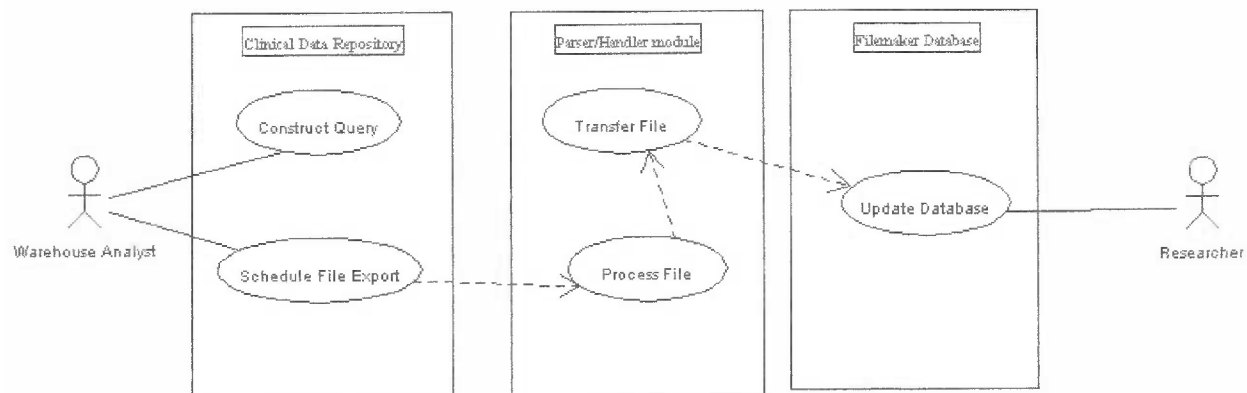 Clinical Data Repository
Parser/Handler module
Filemaker Database
Construct Query
Transfer File
Update Database
Warehouse Analyst
Researcher
Schedule File Export
Process File